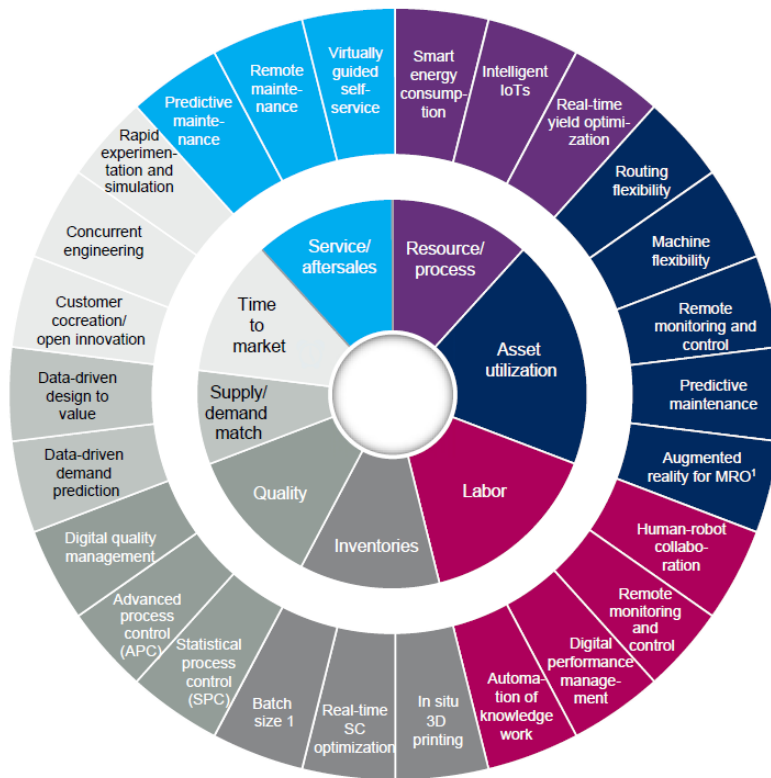 Smart
energy
consump-
tion
Intelligent
IoTs
Real-time
yield optimi-
zation
Routing
flexibility
Machine
flexibility
Remote
monitoring and
control
Predictive
maintenance
Augmented
reality for MRO¹
Human-robot
collabo-
ration
Remote
monitoring
and
control
Digital
performance
manage-
ment
Automa-
tion of
knowledge
work
In situ
3D
printing
Real-time
SC
optimization
Batch
size 1
Statistical
process
control
(SPC)
Advanced
process
control
(APC)
Digital quality
management
Data-driven
demand
prediction
Data-driven
design to
value
Customer
cocreation/
open innovation
Concurrent
engineering
Rapid
experimen-
tation and
simulation
Predictive
mainte-
nance
Remote
mainte-
nance
Virtually
guided
self-
service
Resource/
process
Asset
utilization
Labor
Inventories
Quality
Supply/
demand
match
Time
to
market
Service/
aftersales